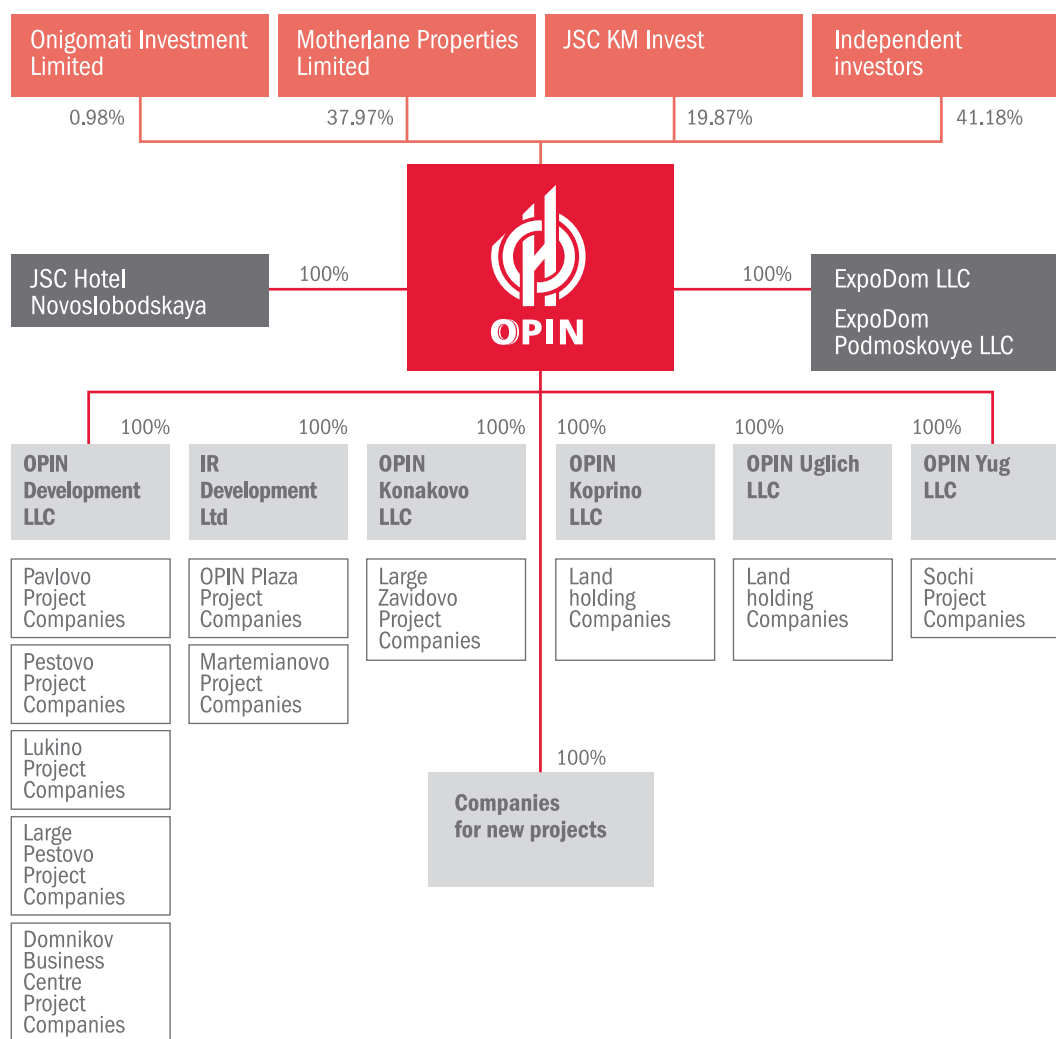 Onigomati Investment
Limited
Motherlane Properties
Limited
JSC KM Invest
Independent
investors
0.98%
37.97%
19.87%
41.18%
OPIN
JSC Hotel
Novoslobodskaya
100%
100%
ExpoDom LLC
ExpoDom
Podmoskovye LLC
100%
100%
100%
100%
100%
100%
OPIN
Development
LLC
IR
Development
Ltd
OPIN
Konakovo
LLC
OPIN
Koprino
LLC
OPIN Uglich
LLC
OPIN Yug
LLC
Pavlovo
Project
Companies
Pestovo
Project
Companies
Lukino
Project
Companies
Large
Pestovo
Project
Companies
Domnikov
Business
Centre
Project
Companies
OPIN Plaza
Project
Companies
Martemianovo
Project
Companies
Large
Zavidovo
Project
Companies
Land
holding
Companies
Land
holding
Companies
Sochi
Project
Companies
100%
Companies
for new projects